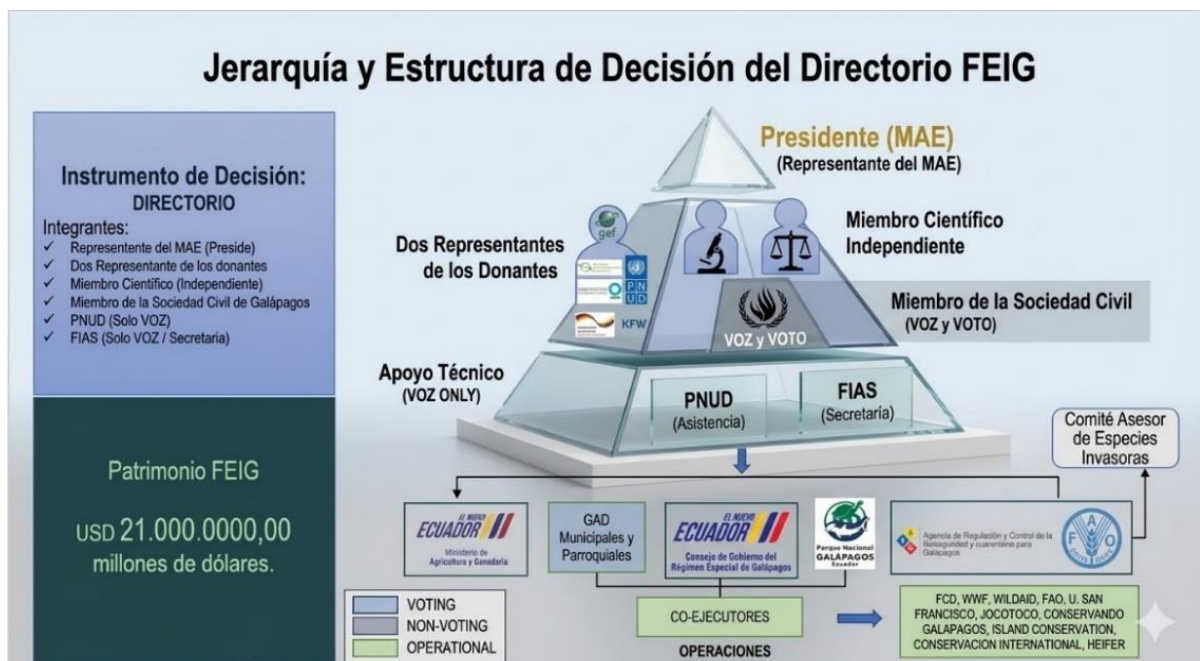 Jerarquía y Estructura de Decisión del Directorio FEIG
Instrumento de Decisión:
DIRECTORIO
Integrantes:
✓ Representente del MAE (Preside)
✓ Dos Representante de los donantes
✓ Miembro Científico (Independiente)
✓ Miembro de la Sociedad Civil de Galápagos
✓ PNUD (Solo VOZ)
✓ FIAS (Solo VOZ / Secretaría)
Patrimonio FEIG
USD 21.000.0000,00
millones de dólares.
Presidente (MAE)
(Representante del MAE)
Dos Representantes
de los Donantes
gef
P N
U D
KFW
Miembro Científico
Independiente
Miembro de la Sociedad Civil
(VOZ y VOTO)
VOZ y VOTO
Apoyo Técnico
(VOZ ONLY)
PNUD
(Asistencia)
FIAS
(Secretaría)
Comité Asesor
de Especies
Invasoras
EL NUEVO
ECUADOR
Ministerio de
Agricultura y Ganadería
GAD
Municipales y
Parroquiales
EL NUEVO
ECUADOR
Consejo de Gobierno del
Régimen Especial de Galápagos
Parque Nacional
GALÁPAGOS
Ecuador
Agencia de Regulación y Control de la
Bioseguridad y cuarentena para
Galápagos
F A O
VOTING
NON-VOTING
OPERATIONAL
CO-EJECUTORES
OPERACIONES
FCD, WWF, WILDAID, FAO, U. SAN
FRANCISCO, JOCOTOCO, CONSERVANDO
GALAPAGOS, ISLAND CONSERVATION,
CONSERVACION INTERNATIONAL, HEIFER